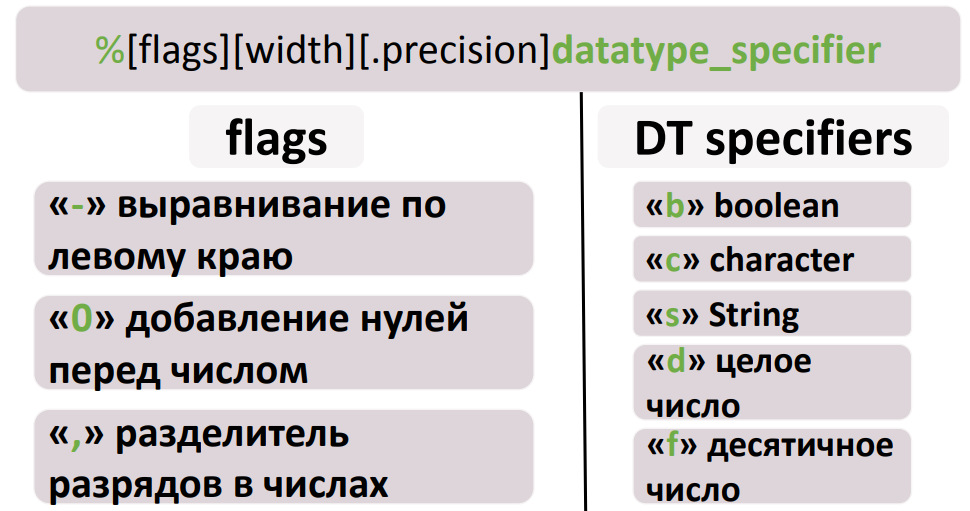 %[flags][width][.precision]datatype_specifier
flags
«-» выравнивание по
левому краю
«0» добавление нулей
перед числом
«,» разделитель
разрядов в числах
DT specifiers
«b» boolean
«c» character
«s» String
«d» целое
число
«f» десятичное
число